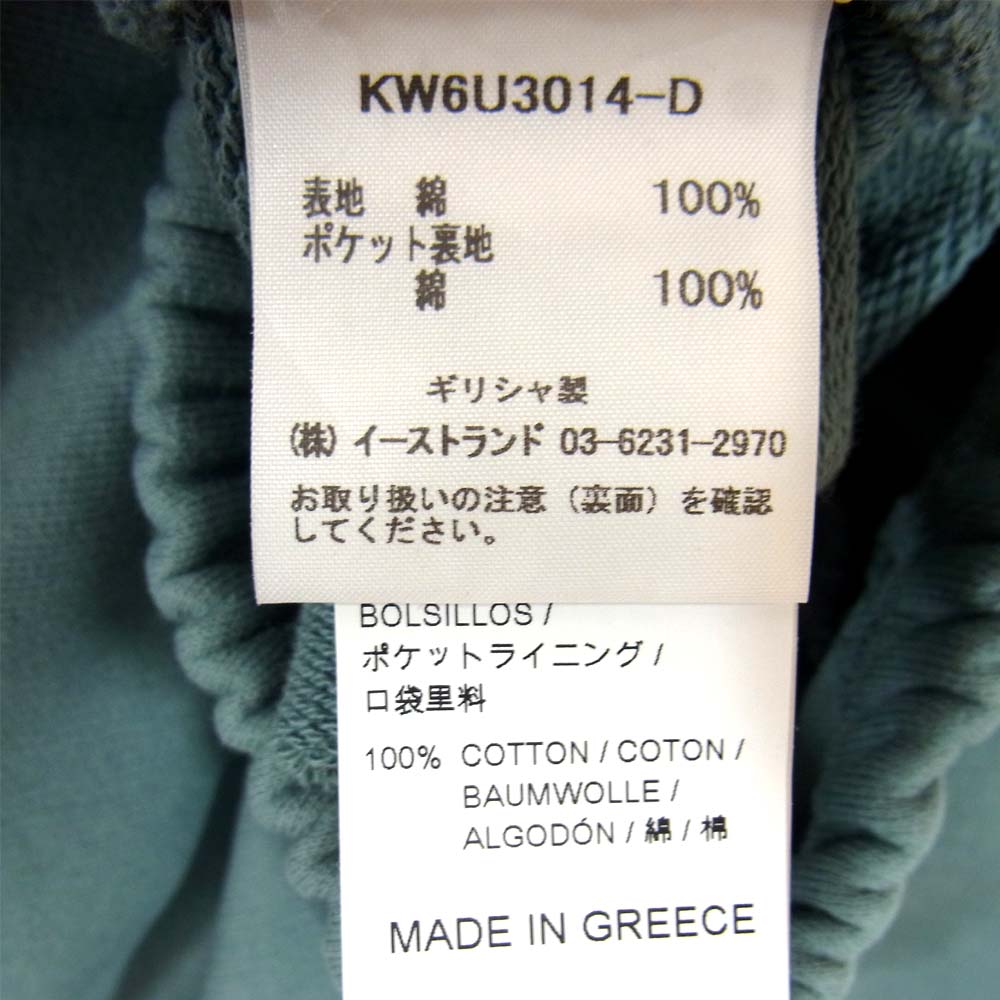 KW6U3014-D
表地 綿 100%
ポケット裏地
綿 100%
ギリシャ製
(株) イーストランド 03-6231-2970
お取り扱いの注意（裏面）を確認
してください。
BOLSILLOS /
ポケットライニング /
口袋里料
100% COTTON / COTON /
BAUMWOLLE /
ALGODÓN / 綿 / 棉
MADE IN GREECE